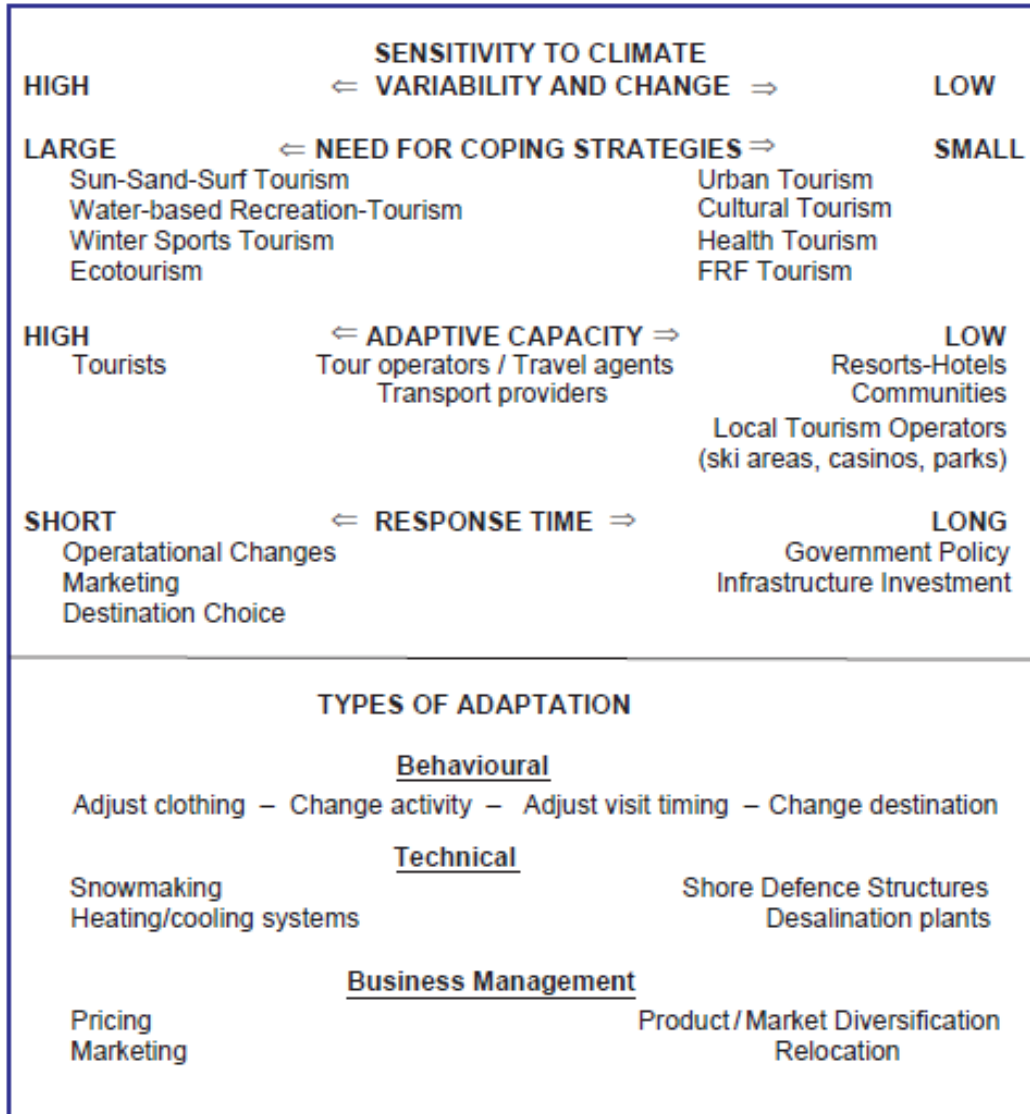 SENSITIVITY TO CLIMATE
HIGH ⇐ VARIABILITY AND CHANGE ⇒ LOW
LARGE ⇐ NEED FOR COPING STRATEGIES ⇒ SMALL
Sun-Sand-Surf Tourism Urban Tourism
Water-based Recreation-Tourism Cultural Tourism
Winter Sports Tourism Health Tourism
Ecotourism FRF Tourism
HIGH ⇐ ADAPTIVE CAPACITY ⇒ LOW
Tourists Tour operators / Travel agents Resorts-Hotels
Transport providers Communities
Local Tourism Operators
(ski areas, casinos, parks)
SHORT ⇐ RESPONSE TIME ⇒ LONG
Operatational Changes Government Policy
Marketing Infrastructure Investment
Destination Choice
TYPES OF ADAPTATION
Behavioural
Adjust clothing – Change activity – Adjust visit timing – Change destination
Technical
Snowmaking Shore Defence Structures
Heating/cooling systems Desalination plants
Business Management
Pricing Product / Market Diversification
Marketing Relocation